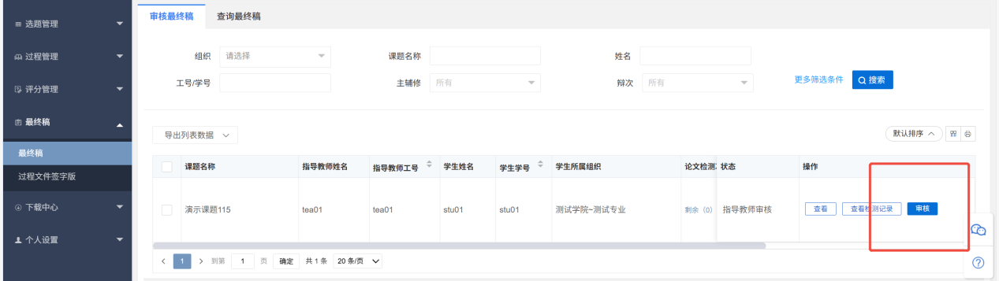 选题管理
过程管理
评分管理
最终稿
最终稿
过程文件签字版
下载中心
个人设置
审核最终稿 查询最终稿
组织 请选择 课题名称 姓名
工号/学号 主辅修 所有 辩次 所有 更多筛选条件 搜索
导出列表数据 默认排序
课题名称 指导教师姓名 指导教师工号 学生姓名 学生学号 学生所属组织 论文检测 状态 操作
演示课题115 tea01 tea01 stu01 stu01 测试学院~测试专业 剩余（0） 指导教师审核 查看 查看检测记录 审核
1 到第 1 页 确定 共 1 条 20 条/页